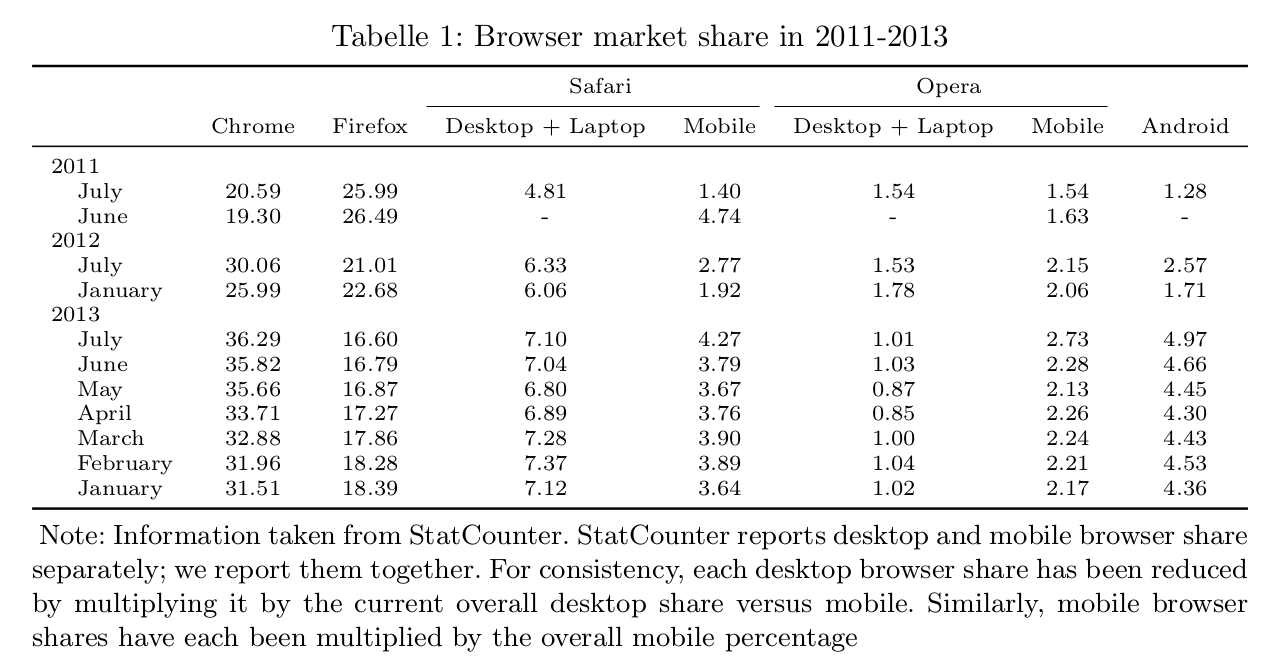 Tabelle 1: Browser market share in 2011-2013
Safari Opera
Chrome Firefox Desktop + Laptop Mobile Desktop + Laptop Mobile Android
2011
July 20.59 25.99 4.81 1.40 1.54 1.54 1.28
June 19.30 26.49 - 4.74 - 1.63 -
2012
July 30.06 21.01 6.33 2.77 1.53 2.15 2.57
January 25.99 22.68 6.06 1.92 1.78 2.06 1.71
2013
July 36.29 16.60 7.10 4.27 1.01 2.73 4.97
June 35.82 16.79 7.04 3.79 1.03 2.28 4.66
May 35.66 16.87 6.80 3.67 0.87 2.13 4.45
April 33.71 17.27 6.89 3.76 0.85 2.26 4.30
March 32.88 17.86 7.28 3.90 1.00 2.24 4.43
February 31.96 18.28 7.37 3.89 1.04 2.21 4.53
January 31.51 18.39 7.12 3.64 1.02 2.17 4.36
Note: Information taken from StatCounter. StatCounter reports desktop and mobile browser share
separately; we report them together. For consistency, each desktop browser share has been reduced
by multiplying it by the current overall desktop share versus mobile. Similarly, mobile browser
shares have each been multiplied by the overall mobile percentage